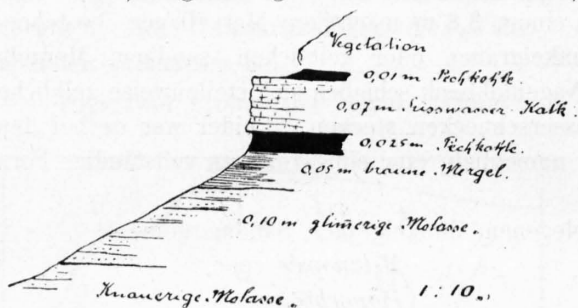 Vegetation
0,01 m Pechkohle
0,07 m Süsswasser-Kalk.
0,025 m Pechkohle
0,05 m braune Mergel.
0,10 m glimerige Molasse.
Knauerige Molasse. 1:10.